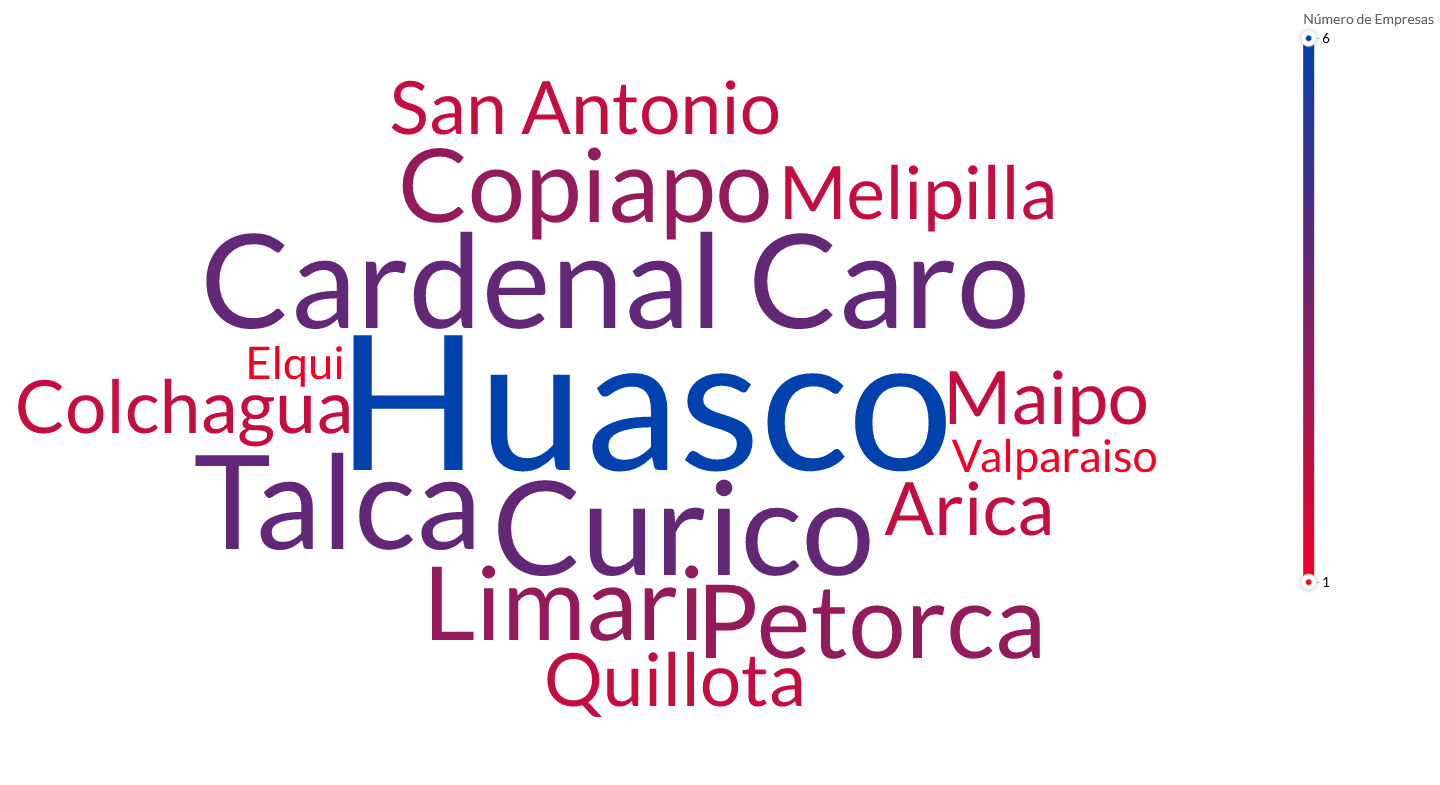 Número de Empresas
6
San Antonio
Copiapo
Melipilla
Cardenal Caro
Elqui
Huasco
Colchagua
Maipo
Valparaiso
Talca
Curico
Arica
Limari
Petorca
1
Quillota